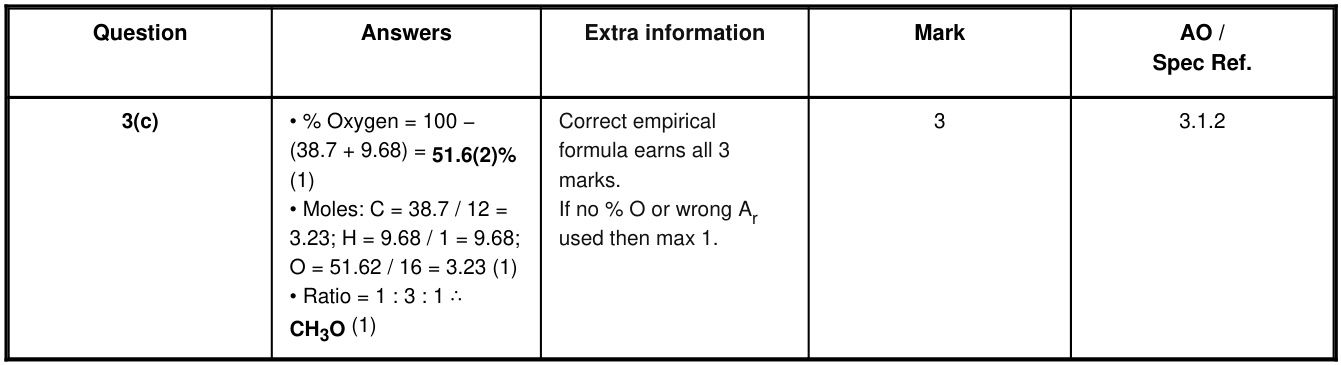 Question Answers Extra information Mark AO /
Spec Ref.
3(c)
• % Oxygen = 100 −
(38.7 + 9.68) = 51.6(2)%
(1)
• Moles: C = 38.7 / 12 =
3.23; H = 9.68 / 1 = 9.68;
O = 51.62 / 16 = 3.23 (1)
• Ratio = 1 : 3 : 1 ∴
CH₃O (1)
Correct empirical
formula earns all 3
marks.
If no % O or wrong Aᵣ
used then max 1.
3
3.1.2